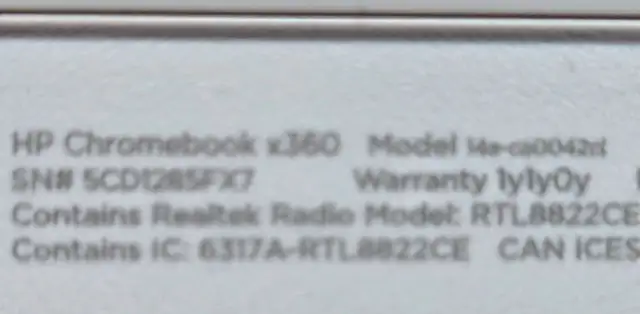 HP Chromebook x360 Model 14a-ca0042cl
SN# 5CD1285FX7 Warranty 1y1y0y
Contains Realtek Radio Model: RTL8822CE
Contains IC: 6317A-RTL8822CE CAN ICES